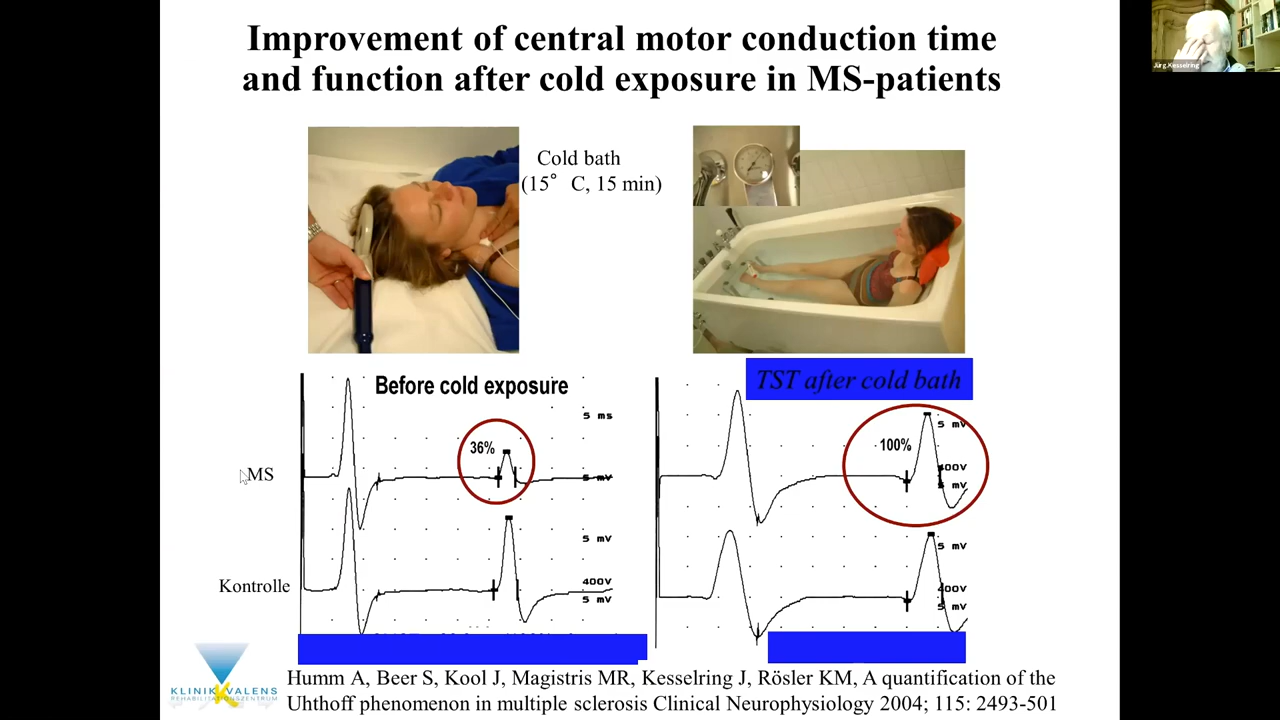 Improvement of central motor conduction time
and function after cold exposure in MS-patients
Jürg Kesselring
Cold bath
(15° C, 15 min)
Before cold exposure
TST after cold bath
5 ms
36%
MS
5 mV
5 mV
Kontrolle
400V
5 mV
5 mV
100%
400V
5 mV
5 mV
400V
5 mV
KLINIK VALENS
REHABILITATIONSZENTRUM
Humm A, Beer S, Kool J, Magistris MR, Kesselring J, Rösler KM, A quantification of the
Uhthoff phenomenon in multiple sclerosis Clinical Neurophysiology 2004; 115: 2493-501